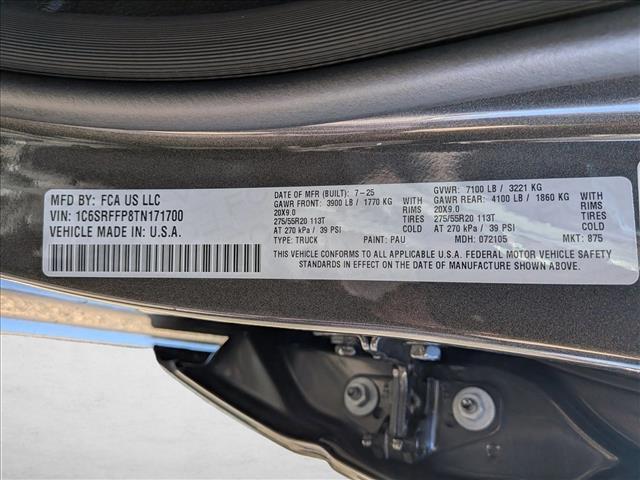 MFD BY: FCA US LLC
VIN: 1C6SRFFP8TN171700
VEHICLE MADE IN U.S.A.
DATE OF MFR (BUILT): 7-25
GVWR: 7100 LB / 3221 KG
GAWR FRONT: 3900 LB / 1770 KG WITH
GAWR REAR: 4100 LB / 1860 KG WITH
20X9.0 RIMS
20X9.0 RIMS
275/55R20 113T TIRES
275/55R20 113T TIRES
AT 270 kPa / 39 PSI COLD
AT 270 kPa / 39 PSI COLD
TYPE: TRUCK PAINT: PAU MDH: 072105 MKT: 875
THIS VEHICLE CONFORMS TO ALL APPLICABLE U.S.A. FEDERAL MOTOR VEHICLE SAFETY
STANDARDS IN EFFECT ON THE DATE OF MANUFACTURE SHOWN ABOVE.